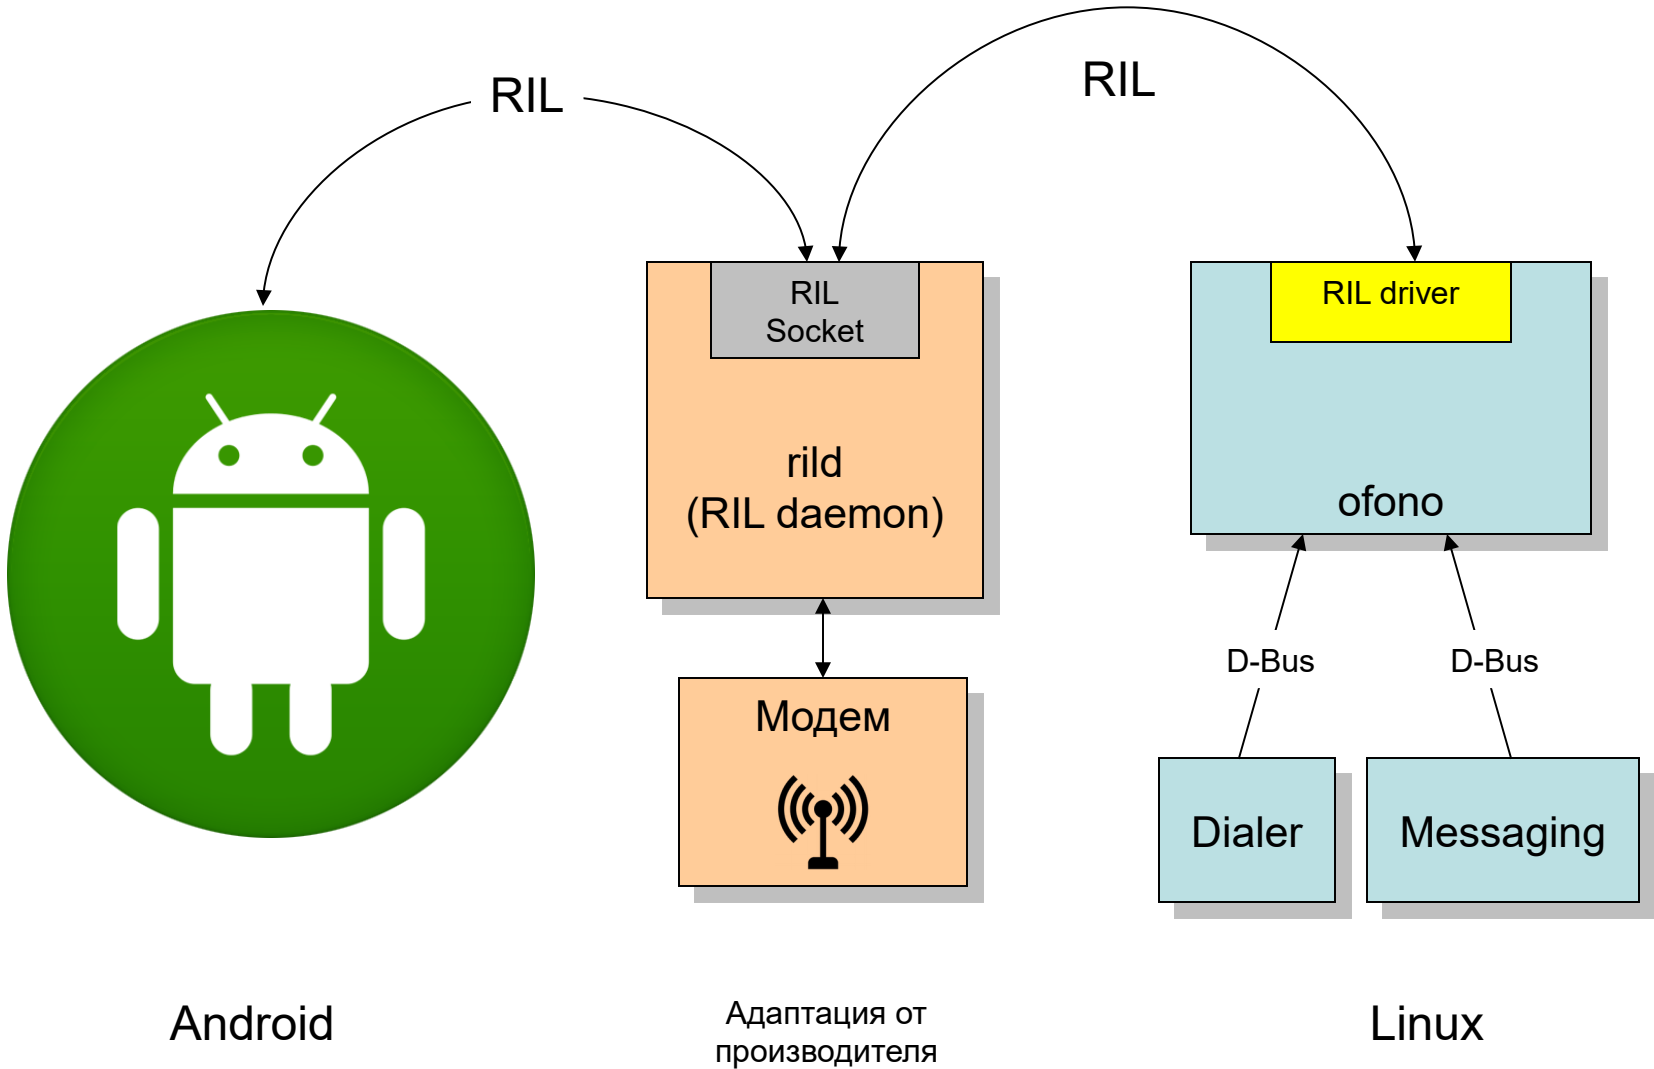 RIL
RIL
RIL
Socket
rild
(RIL daemon)
RIL driver
ofono
D-Bus
D-Bus
Модем
Dialer
Messaging
Android
Адаптация от
производителя
Linux